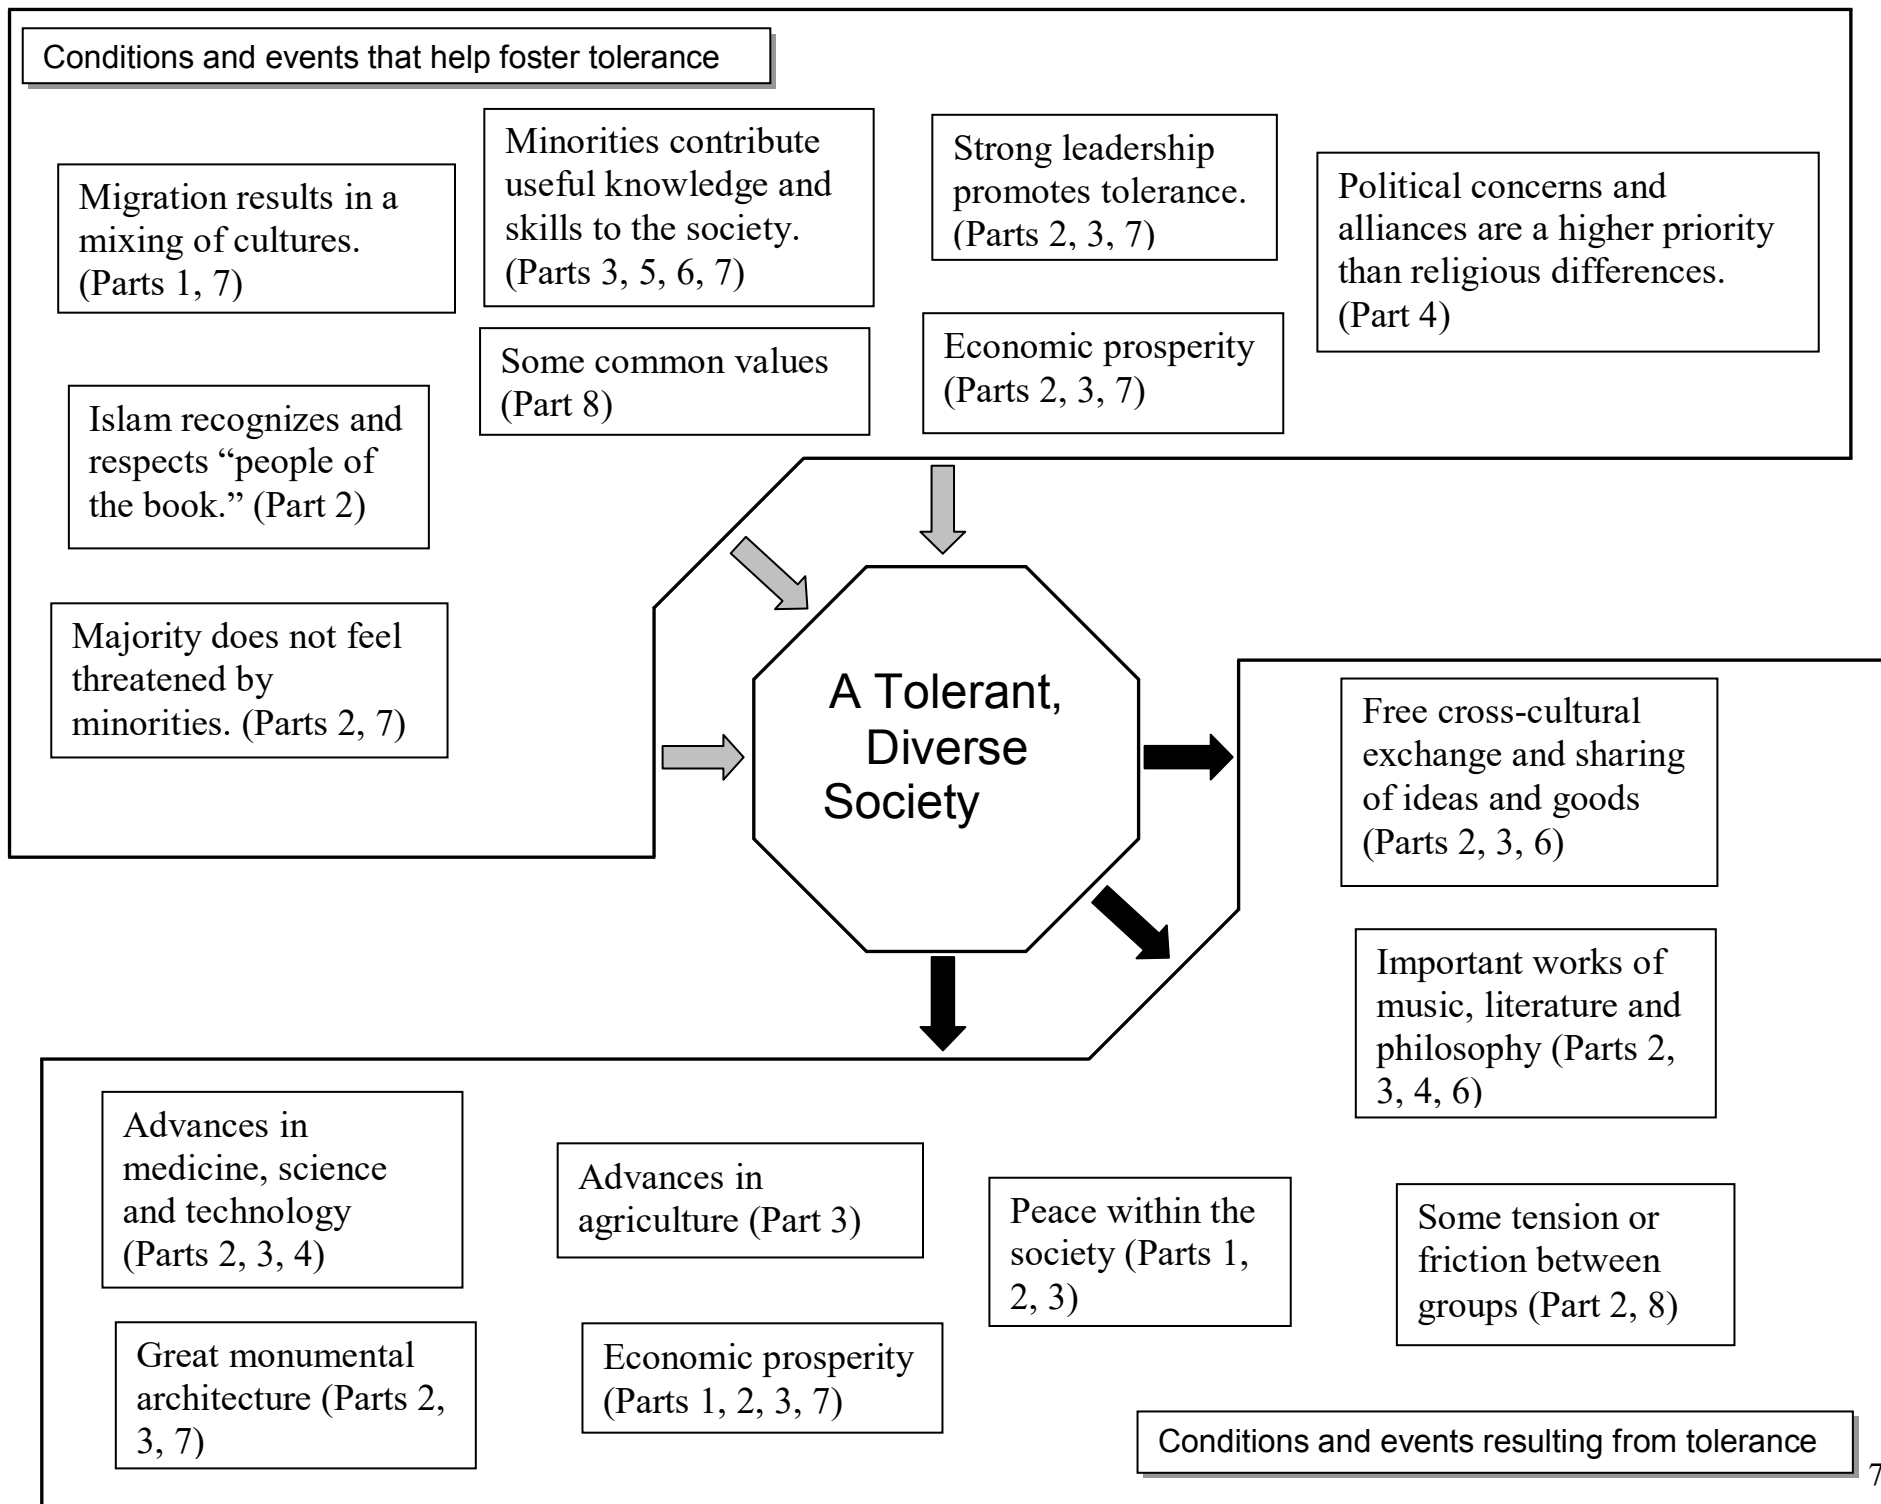 Conditions and events that help foster tolerance
Migration results in a
mixing of cultures.
(Parts 1, 7)
Minorities contribute
useful knowledge and
skills to the society.
(Parts 3, 5, 6, 7)
Strong leadership
promotes tolerance.
(Parts 2, 3, 7)
Political concerns and
alliances are a higher priority
than religious differences.
(Part 4)
Some common values
(Part 8)
Economic prosperity
(Parts 2, 3, 7)
Islam recognizes and
respects “people of
the book.” (Part 2)
Majority does not feel
threatened by
minorities. (Parts 2, 7)
A Tolerant,
Diverse
Society
Free cross-cultural
exchange and sharing
of ideas and goods
(Parts 2, 3, 6)
Important works of
music, literature and
philosophy (Parts 2,
3, 4, 6)
Advances in
medicine, science
and technology
(Parts 2, 3, 4)
Advances in
agriculture (Part 3)
Peace within the
society (Parts 1,
2, 3)
Some tension or
friction between
groups (Part 2, 8)
Great monumental
architecture (Parts 2,
3, 7)
Economic prosperity
(Parts 1, 2, 3, 7)
Conditions and events resulting from tolerance
7